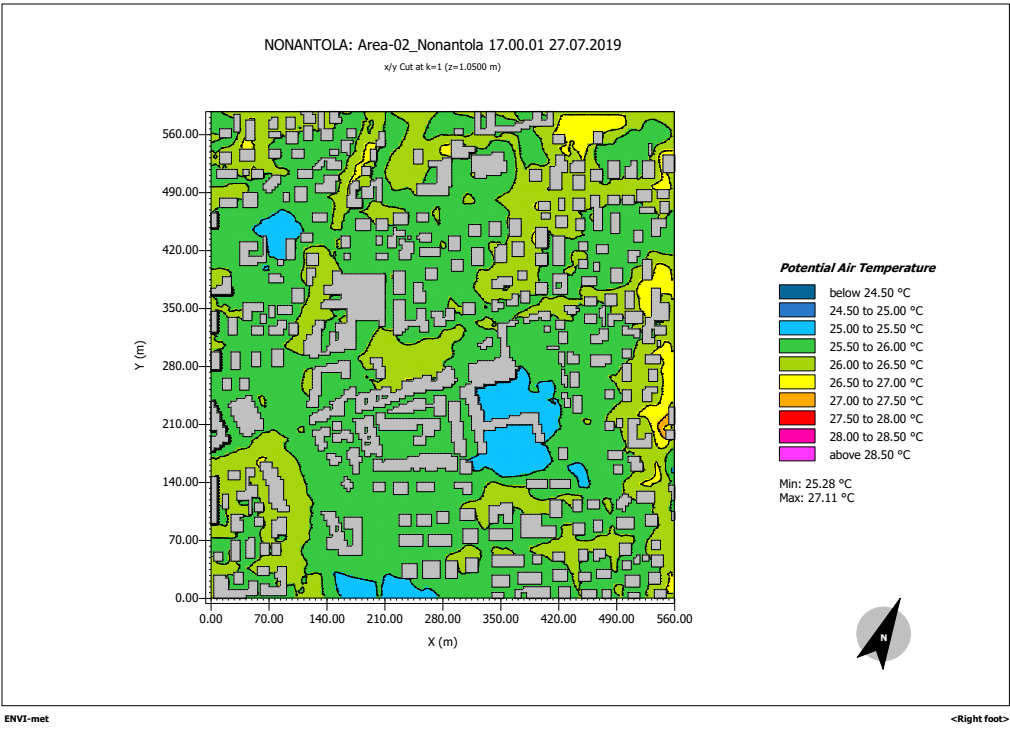 NONANTOLA: Area-02_Nonantola 17.00.01 27.07.2019
x/y Cut at k=1 (z=1.0500 m)
560.00
490.00
420.00
350.00
280.00
210.00
140.00
70.00
0.00
Y (m)
0.00 70.00 140.00 210.00 280.00 350.00 420.00 490.00 560.00
X (m)
Potential Air Temperature
below 24.50 °C
24.50 to 25.00 °C
25.00 to 25.50 °C
25.50 to 26.00 °C
26.00 to 26.50 °C
26.50 to 27.00 °C
27.00 to 27.50 °C
27.50 to 28.00 °C
28.00 to 28.50 °C
above 28.50 °C
Min: 25.28 °C
Max: 27.11 °C
N
ENVI-met
<Right foot>